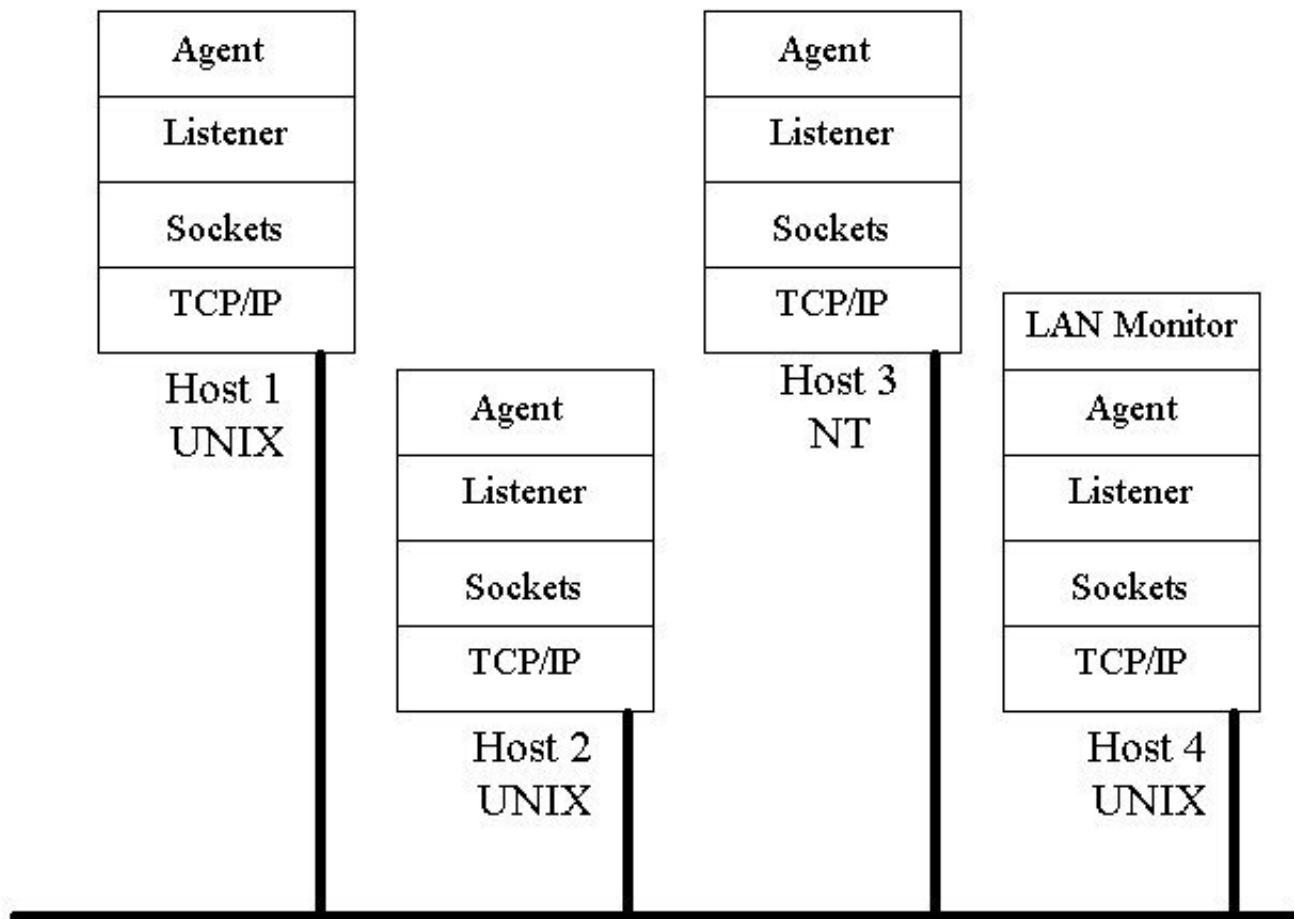 Agent
Listener
Sockets
TCP/IP
Host 1
UNIX
Agent
Listener
Sockets
TCP/IP
Host 2
UNIX
Agent
Listener
Sockets
TCP/IP
Host 3
NT
LAN Monitor
Agent
Listener
Sockets
TCP/IP
Host 4
UNIX